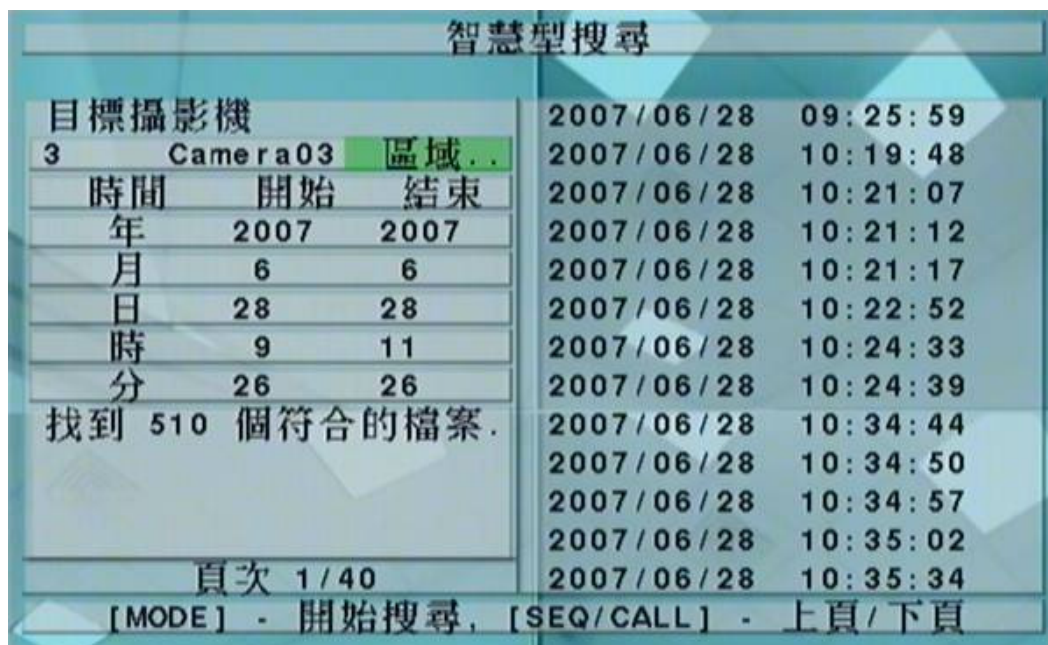 智慧型搜尋
目標攝影機
3 Camera03 區域..
時間 開始 結束
年 2007 2007
月 6 6
日 28 28
時 9 11
分 26 26
找到 510 個符合的檔案.
頁次 1/40
2007/06/28 09:25:59
2007/06/28 10:19:48
2007/06/28 10:21:07
2007/06/28 10:21:12
2007/06/28 10:21:17
2007/06/28 10:22:52
2007/06/28 10:24:33
2007/06/28 10:24:39
2007/06/28 10:34:44
2007/06/28 10:34:50
2007/06/28 10:34:57
2007/06/28 10:35:02
2007/06/28 10:35:34
[MODE] - 開始搜尋, [SEQ/CALL] - 上頁/下頁